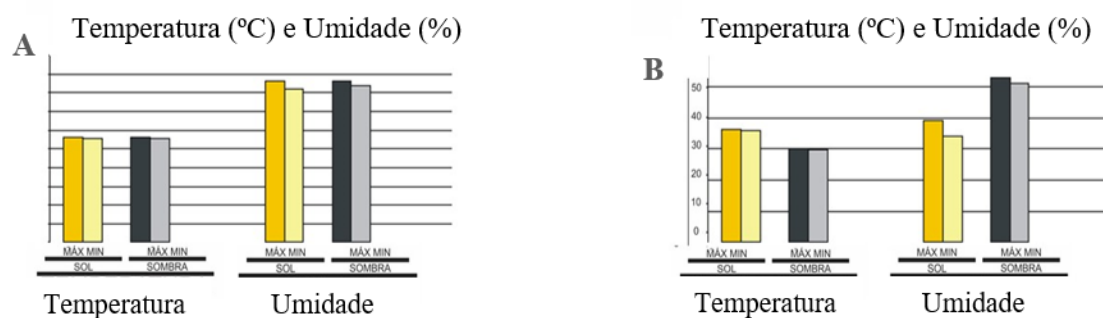 Temperatura (ºC) e Umidade (%)
A
MÁX MIN MÁX MIN MÁX MIN MÁX MIN
SOL SOMBRA SOL SOMBRA
Temperatura Umidade
Temperatura (ºC) e Umidade (%)
B
50
40
30
20
10
0
MÁX MIN MÁX MIN MÁX MIN MÁX MIN
SOL SOMBRA SOL SOMBRA
Temperatura Umidade